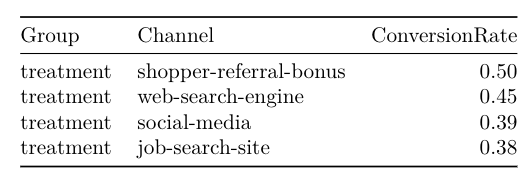 Group Channel ConversionRate
treatment shopper-referral-bonus 0.50
treatment web-search-engine 0.45
treatment social-media 0.39
treatment job-search-site 0.38